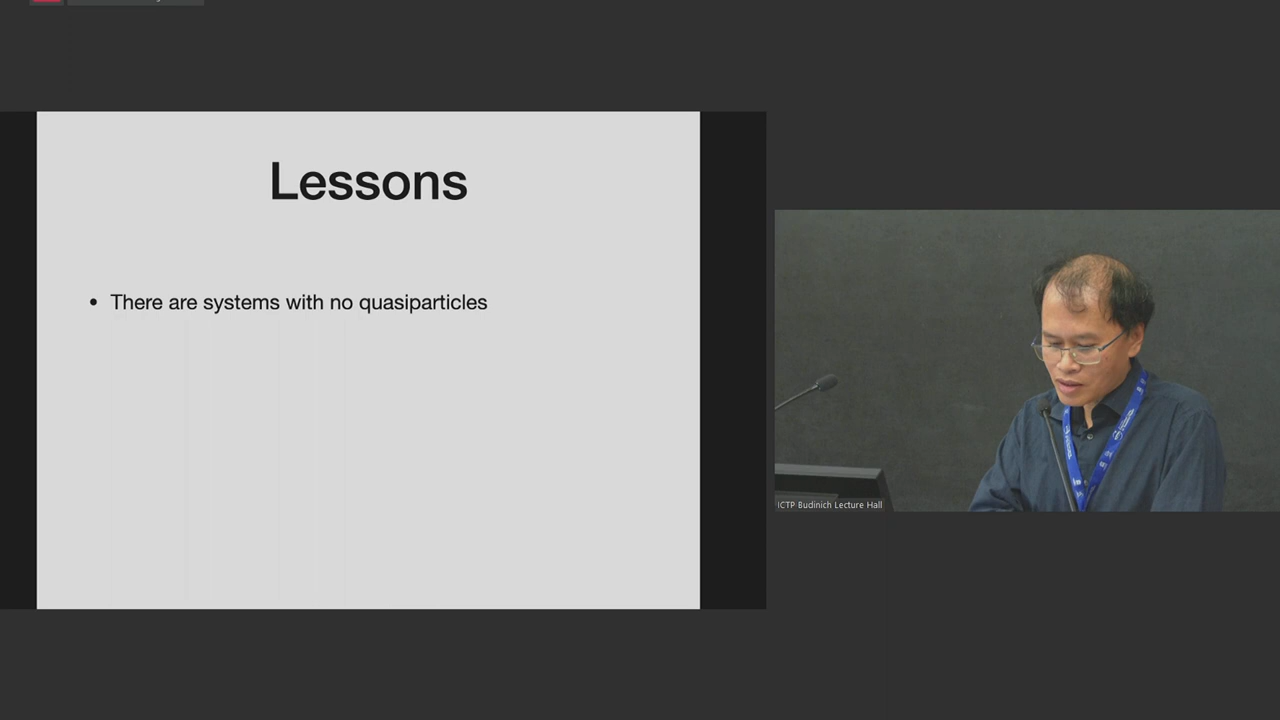 Lessons
• There are systems with no quasiparticles
ICTP Budinich Lecture Hall